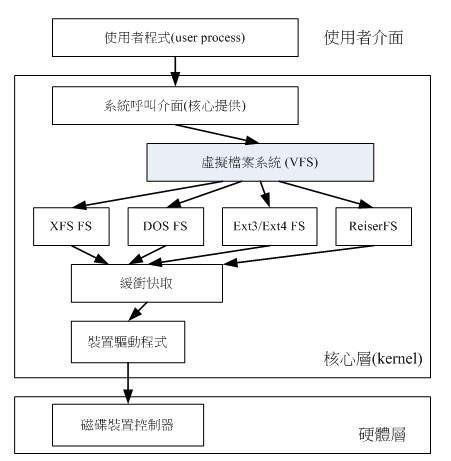 使用者程式(user process)
使用者介面
系統呼叫介面(核心提供)
虛擬檔案系統 (VFS)
XFS FS
DOS FS
Ext3/Ext4 FS
ReiserFS
緩衝快取
裝置驅動程式
核心層(kernel)
磁碟裝置控制器
硬體層